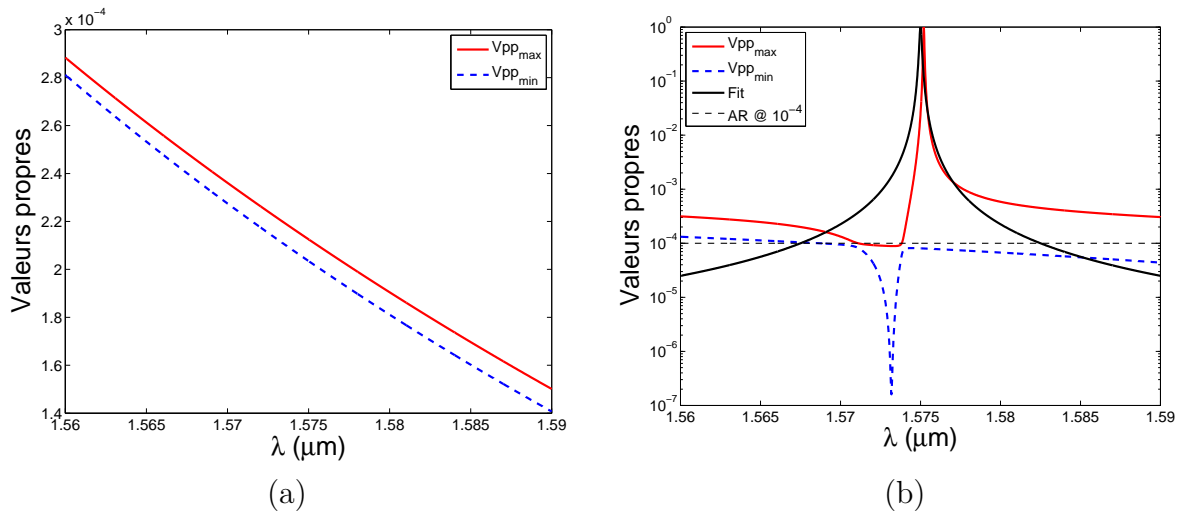 x 10⁻⁴
3
2.8
2.6
2.4
2.2
2
1.8
1.6
1.4
Valeurs propres
Vpp_max
Vpp_min
1.56 1.565 1.57 1.575 1.58 1.585 1.59
λ (μm)
(a)
10⁰
10⁻¹
10⁻²
10⁻³
10⁻⁴
10⁻⁵
10⁻⁶
10⁻⁷
Valeurs propres
Vpp_max
Vpp_min
Fit
AR @ 10⁻⁴
1.56 1.565 1.57 1.575 1.58 1.585 1.59
λ (μm)
(b)